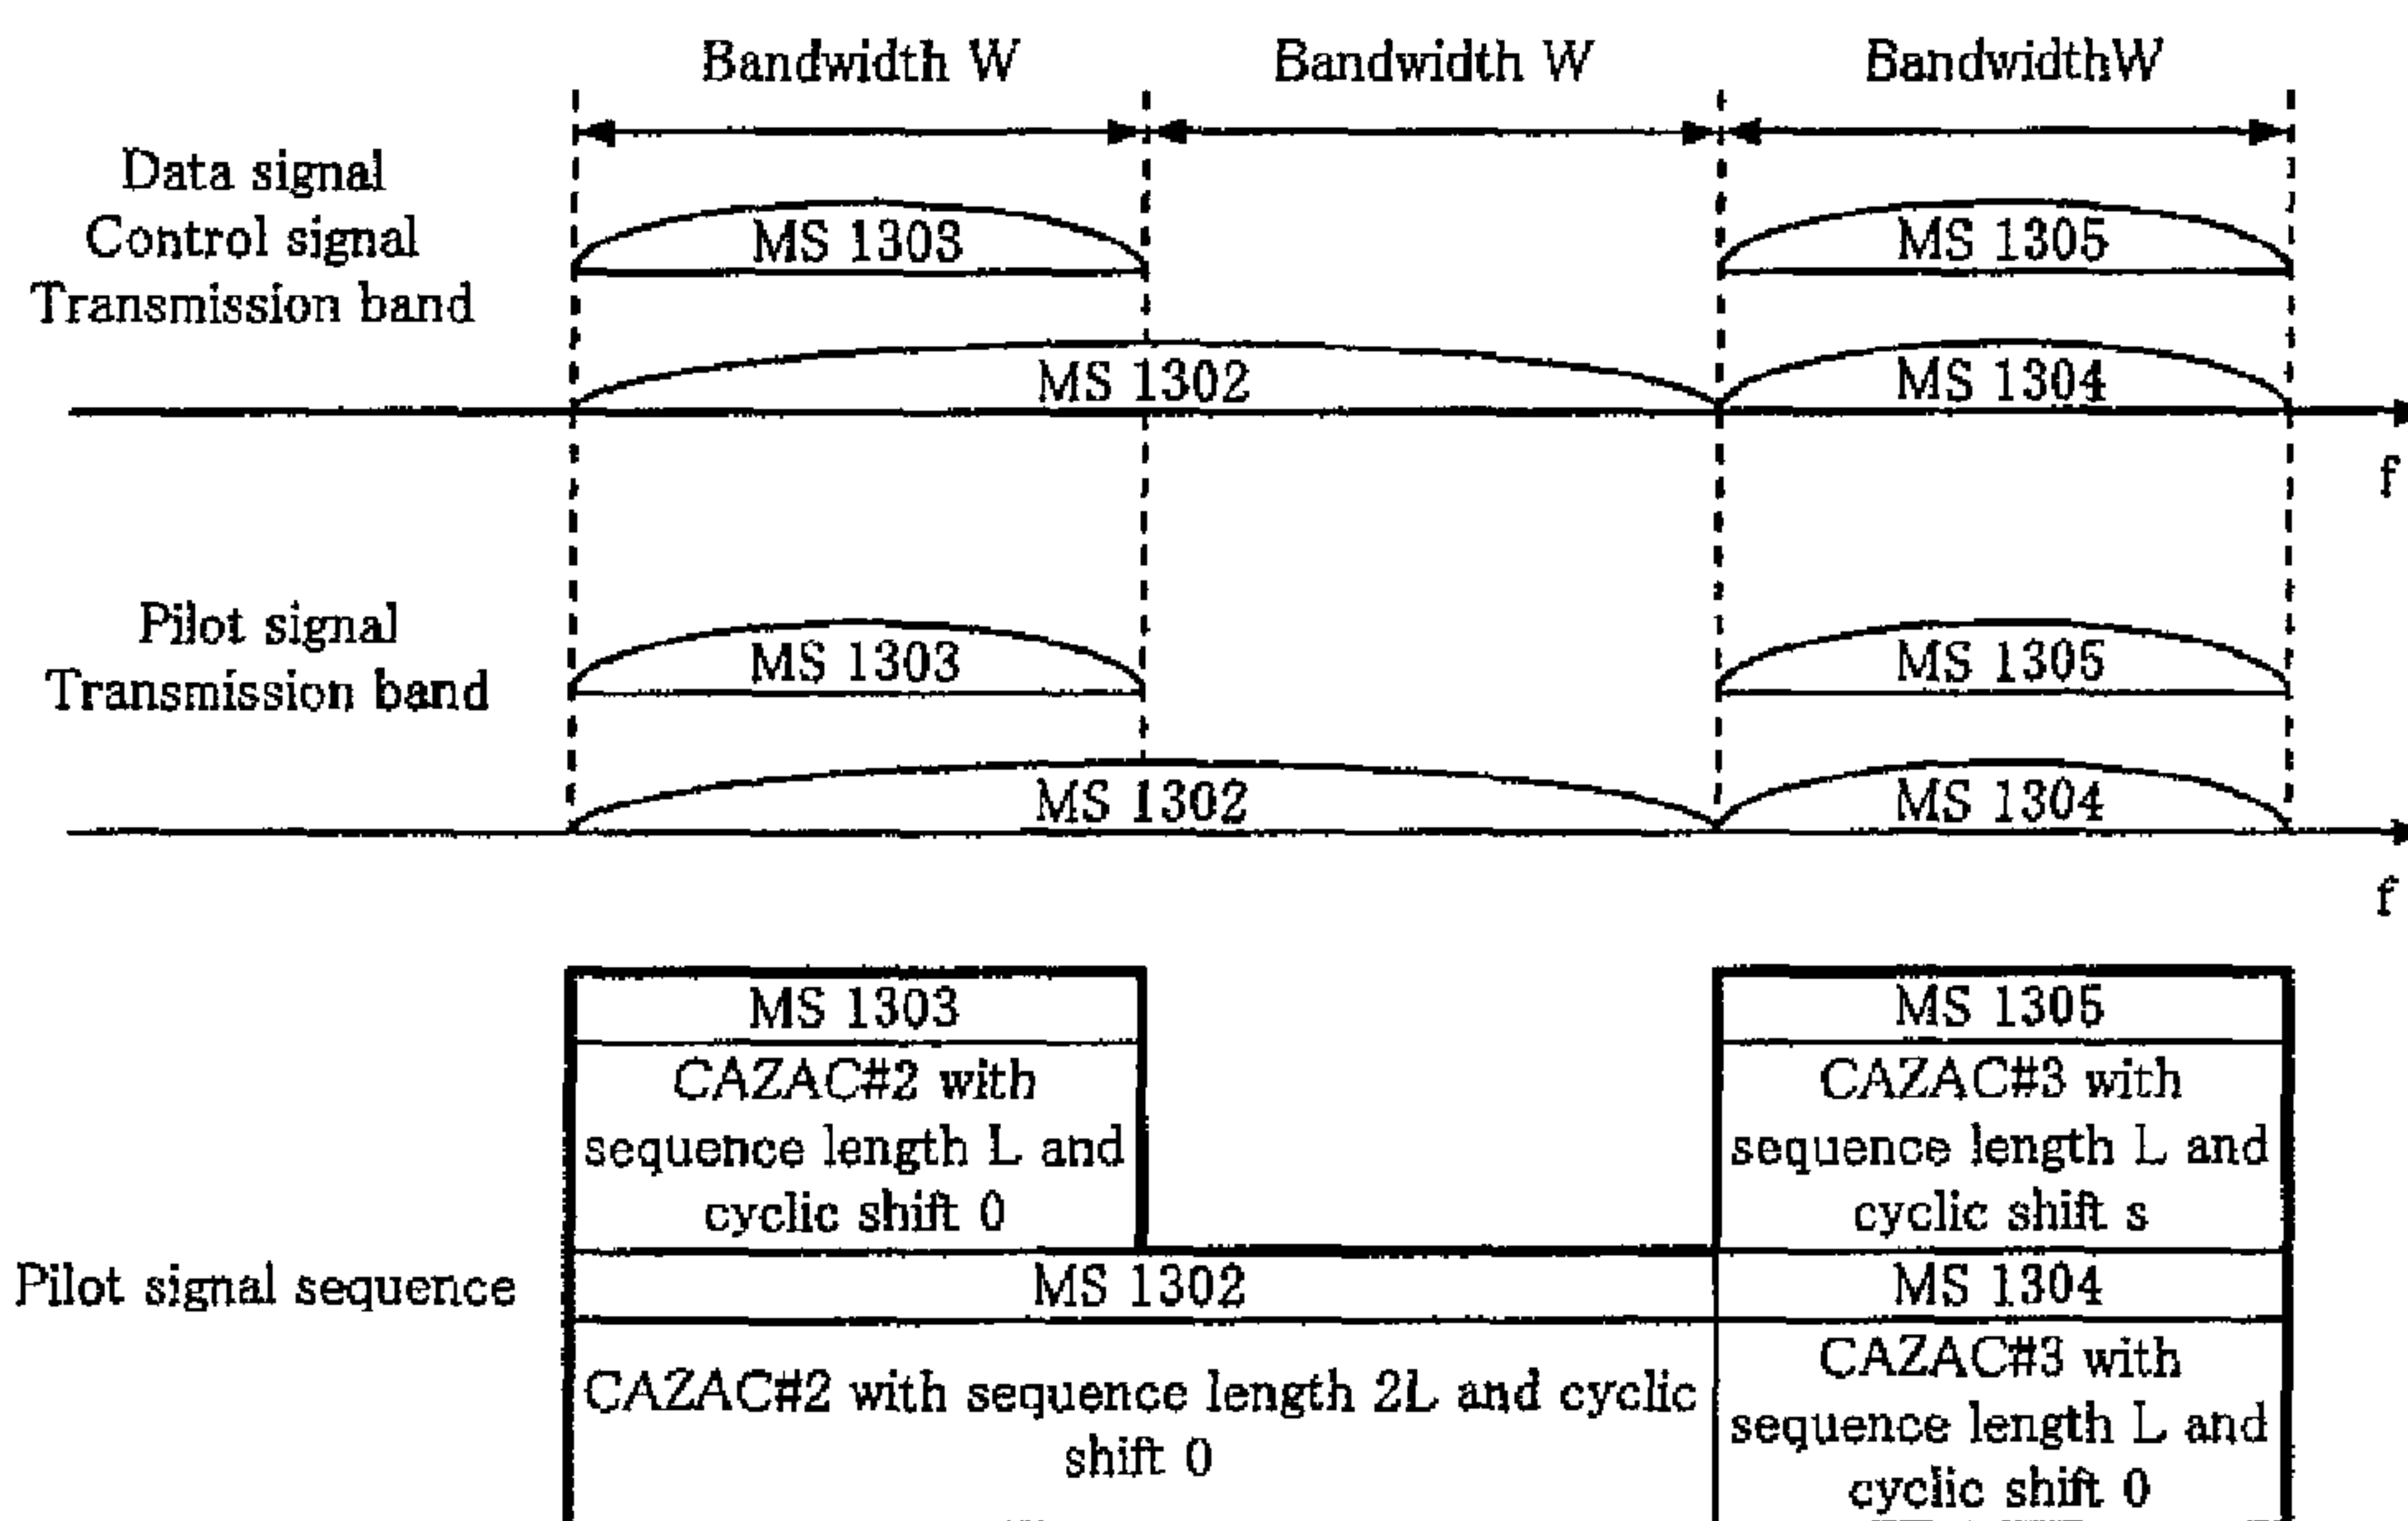 Bandwidth W
Bandwidth W
BandwidthW
Data signal
Control signal
Transmission band
MS 1303
MS 1305
MS 1302
MS 1304
f
Pilot signal
Transmission band
MS 1303
MS 1305
MS 1302
MS 1304
f
Pilot signal sequence
MS 1303
CAZAC#2 with
sequence length L and
cyclic shift 0
MS 1305
CAZAC#3 with
sequence length L and
cyclic shift s
MS 1302
CAZAC#2 with sequence length 2L and cyclic
shift 0
MS 1304
CAZAC#3 with
sequence length L and
cyclic shift 0